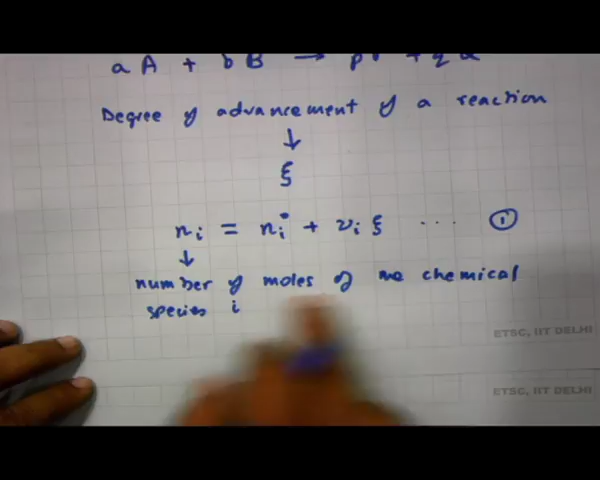 a A + b B → p P + q Q
Degree of advancement of a reaction
↓
ξ
nᵢ = nᵢ° + νᵢ ξ ... ①
↓
number of moles of the chemical
species i
ETSC, IIT DELHI
ETSC, IIT DELHI